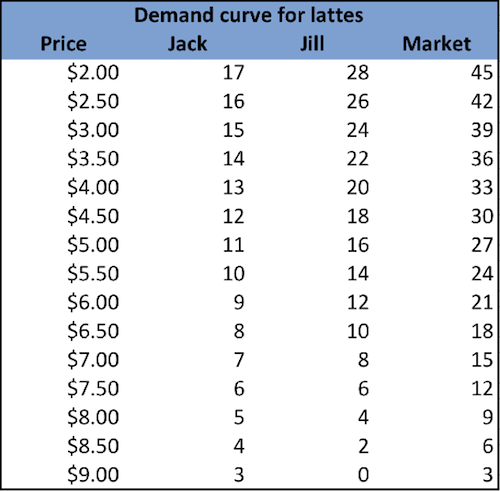 Demand curve for lattes
Price Jack Jill Market
$2.00 17 28 45
$2.50 16 26 42
$3.00 15 24 39
$3.50 14 22 36
$4.00 13 20 33
$4.50 12 18 30
$5.00 11 16 27
$5.50 10 14 24
$6.00 9 12 21
$6.50 8 10 18
$7.00 7 8 15
$7.50 6 6 12
$8.00 5 4 9
$8.50 4 2 6
$9.00 3 0 3